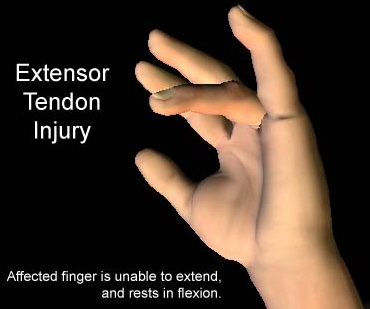 Extensor
Tendon
Injury
Affected finger is unable to extend,
and rests in flexion.